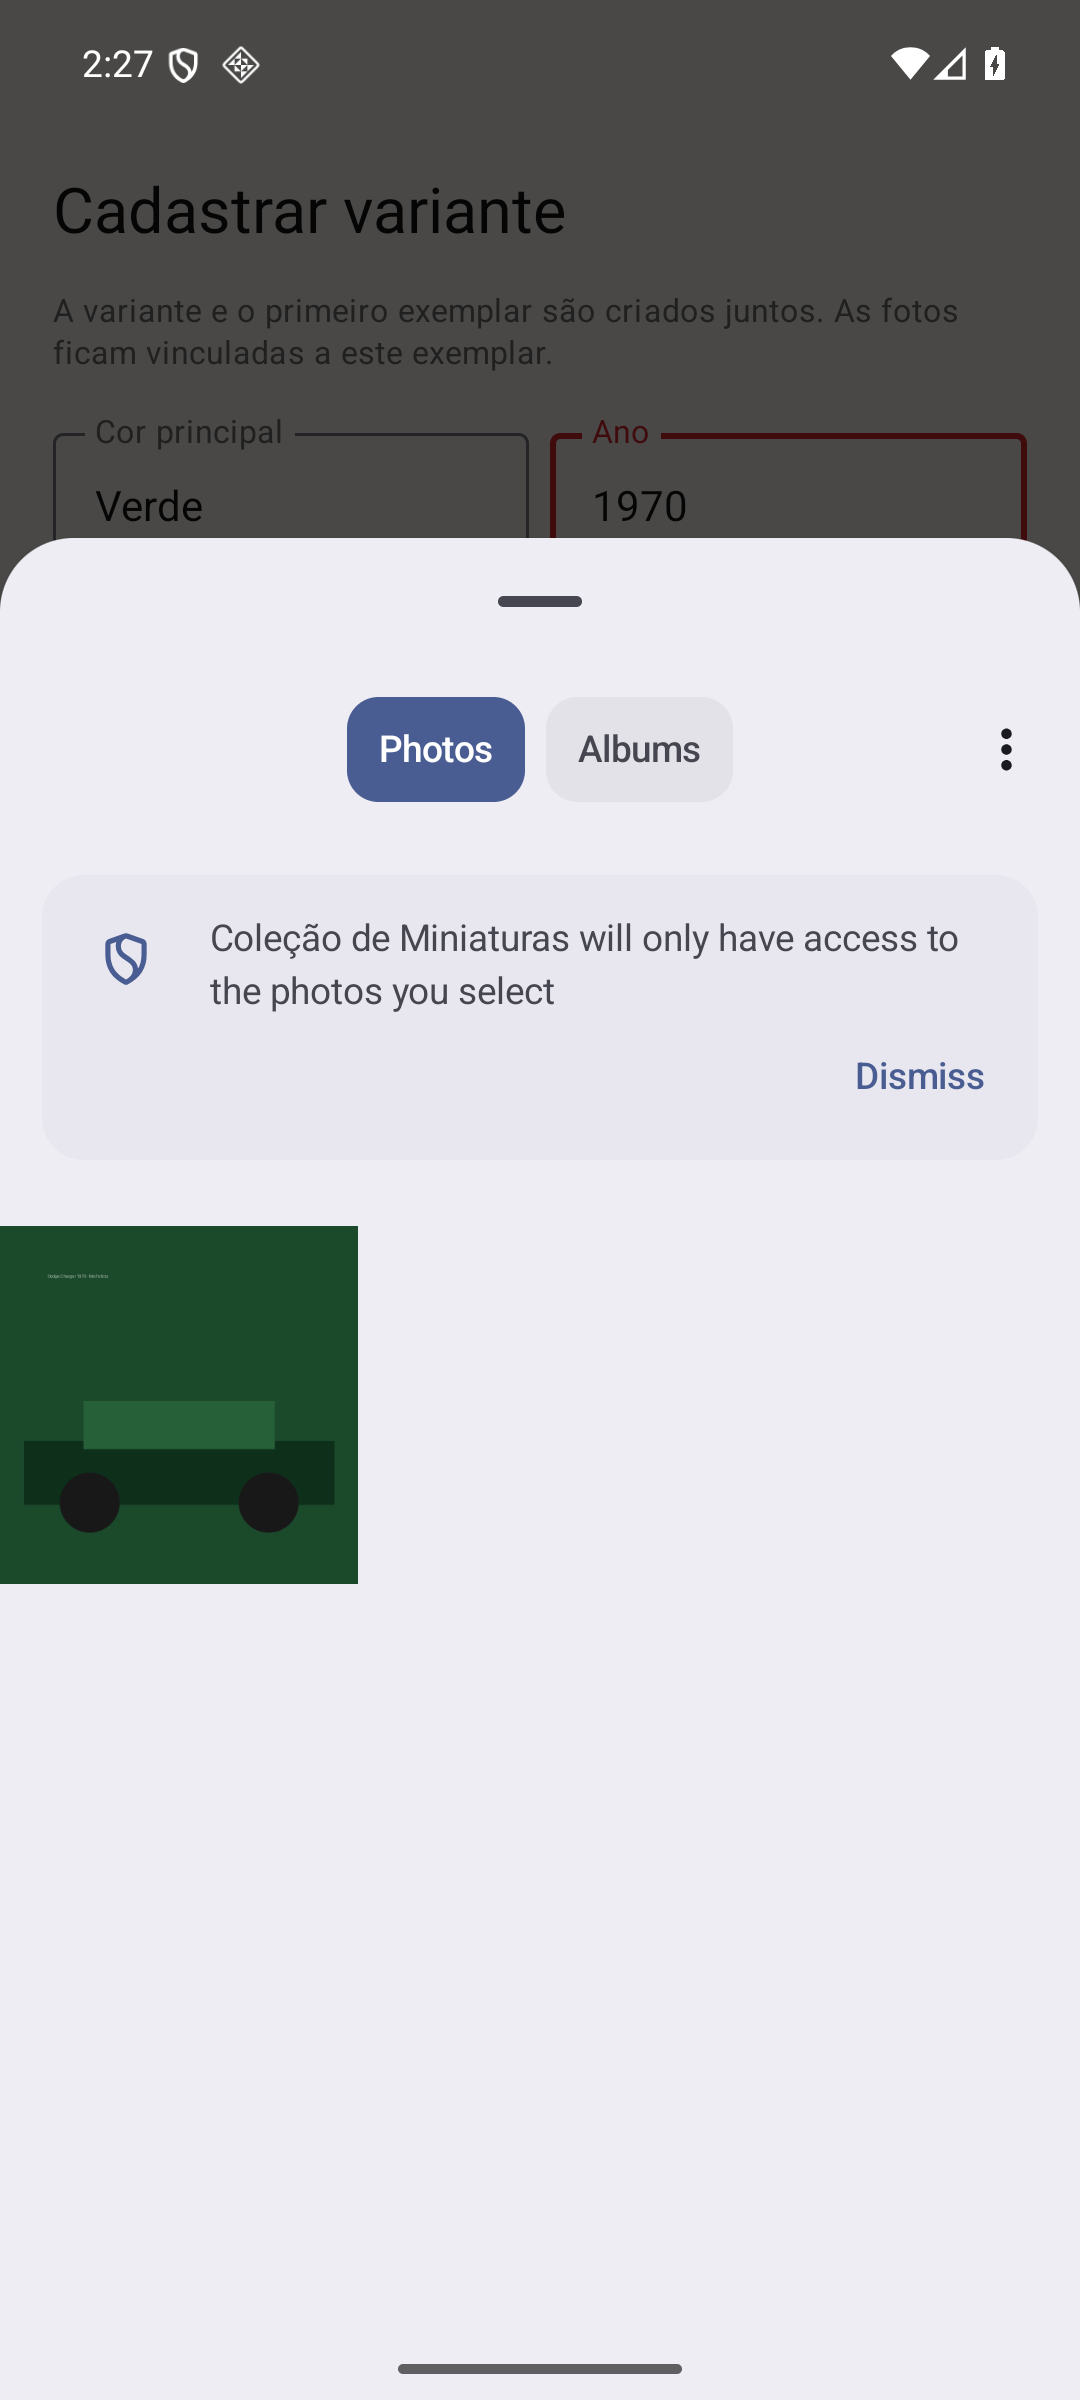 2:27
Cadastrar variante
A variante e o primeiro exemplar são criados juntos. As fotos
ficam vinculadas a este exemplar.
Cor principal
Ano
Verde
1970
Photos
Albums
Coleção de Miniaturas will only have access to
the photos you select
Dismiss